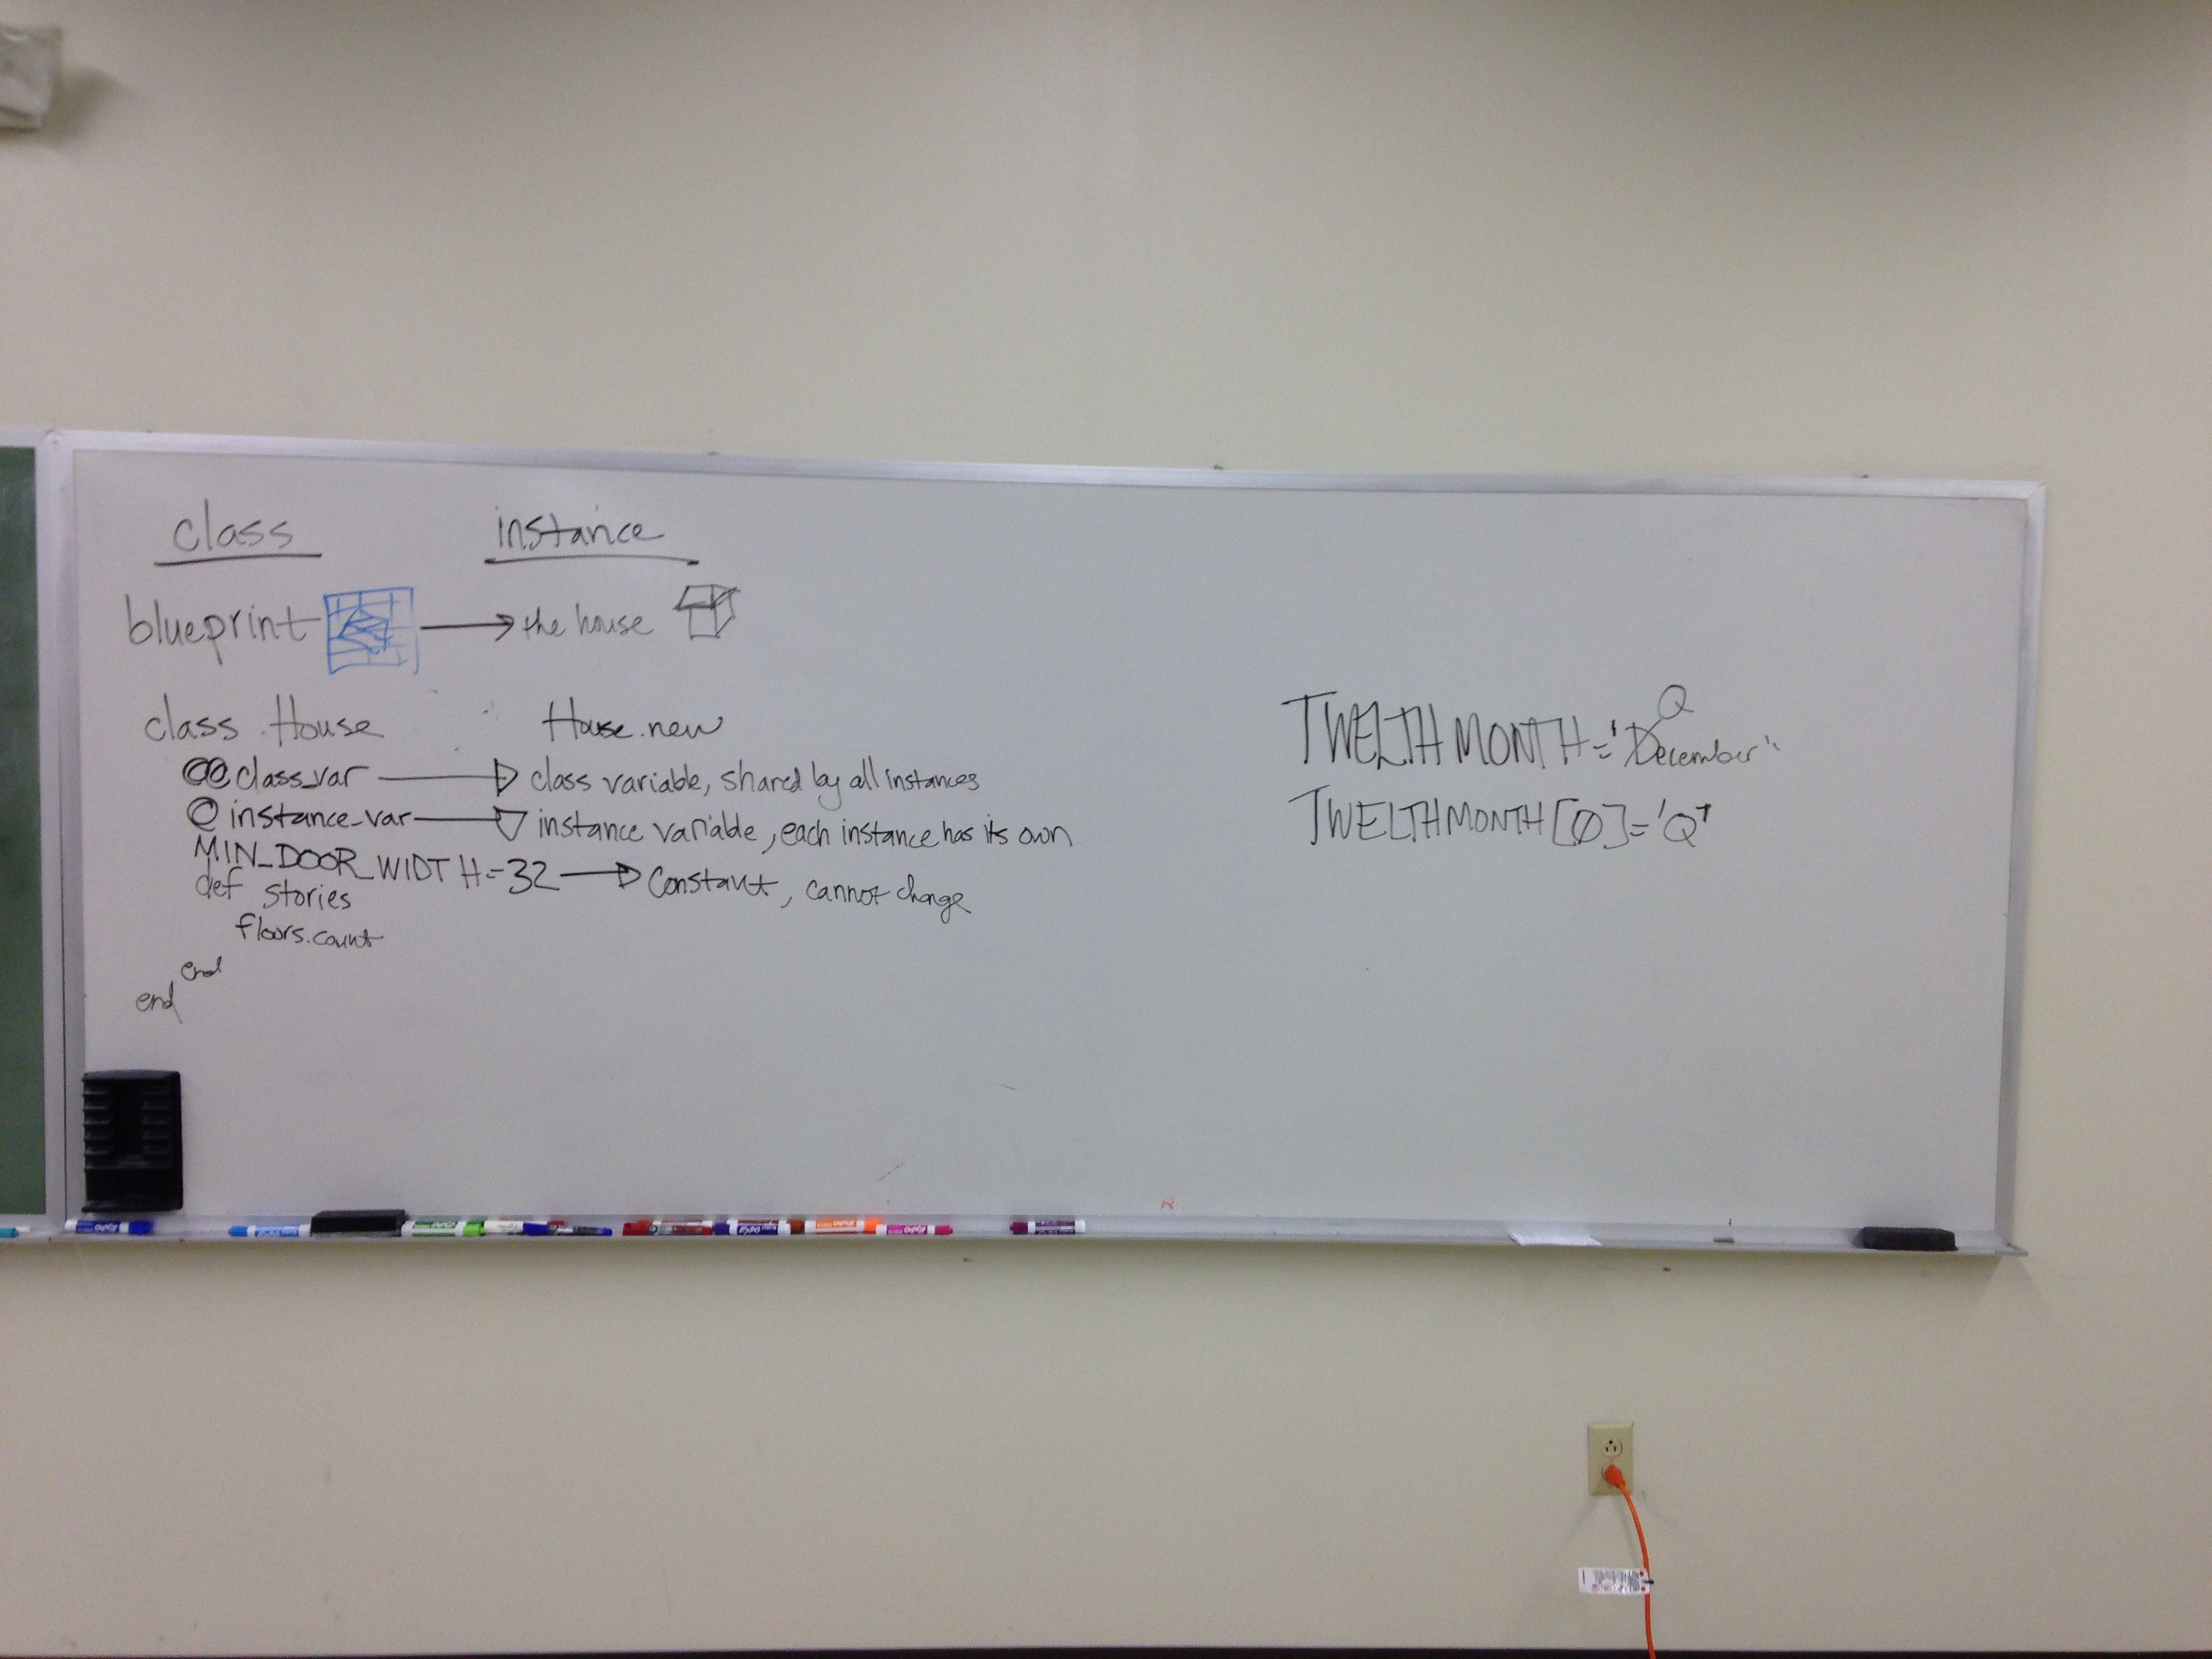 class instance
blueprint the house
class House House.new
@@class_var class variable, shared by all instances
@instance_var instance variable, each instance has its own
MIN_DOOR_WIDTH=32 Constant, cannot change
def stories
floors.count
end
end
Q
TWELTHMONTH='December"
TWELTHMONTH[0]='Q'